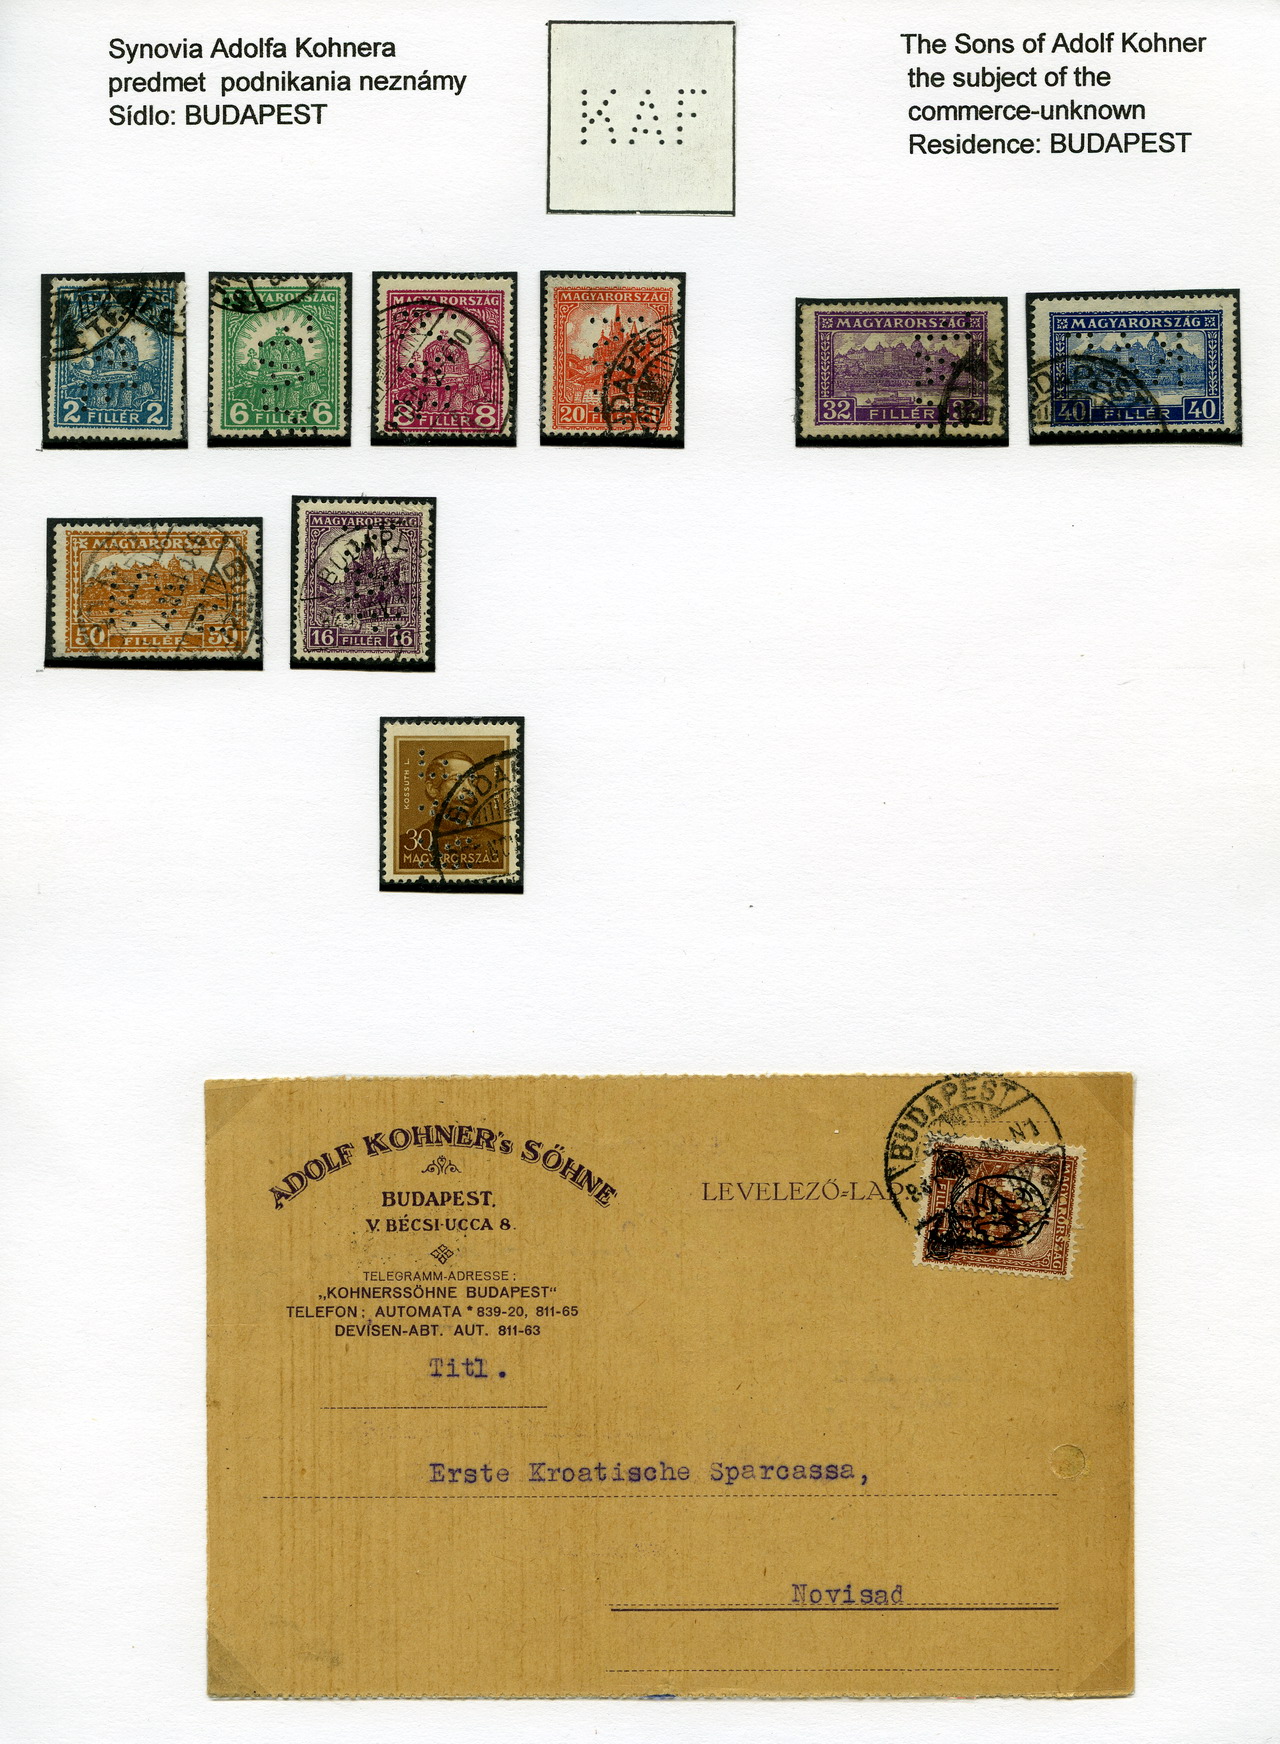 Synovia Adolfa Kohnera
predmet podnikania neznámy
Sídlo: BUDAPEST
KAF
The Sons of Adolf Kohner
the subject of the
commerce-unknown
Residence: BUDAPEST
2 FILLÉR 2
MAGYARORSZÁG
6 FILLÉR 6
MAGYARORSZÁG
8 FILLÉR 8
MAGYARORSZÁG
BUDAPEST
20
MAGYARORSZÁG
32 FILLÉR 32
MAGYARORSZÁG
40 FILLÉR 40
MAGYARORSZÁG
50 FILLÉR 50
MAGYARORSZÁG
BUDAPEST
16 FILLÉR 16
KOSSUTH L.
30
MAGYARORSZÁG
ADOLF KOHNER's SÖHNE
BUDAPEST,
V. BÉCSI-UCCA 8.
TELEGRAMM-ADRESSE:
„KOHNERSSÖHNE BUDAPEST"
TELEFON: AUTOMATA * 839-20, 811-65
DEVISEN-ABT. AUT. 811-63
LEVELEZŐ-LAP
BUDAPEST
MAGYARORSZÁG
Titl.
Erste Kroatische Sparcassa,
Novisad